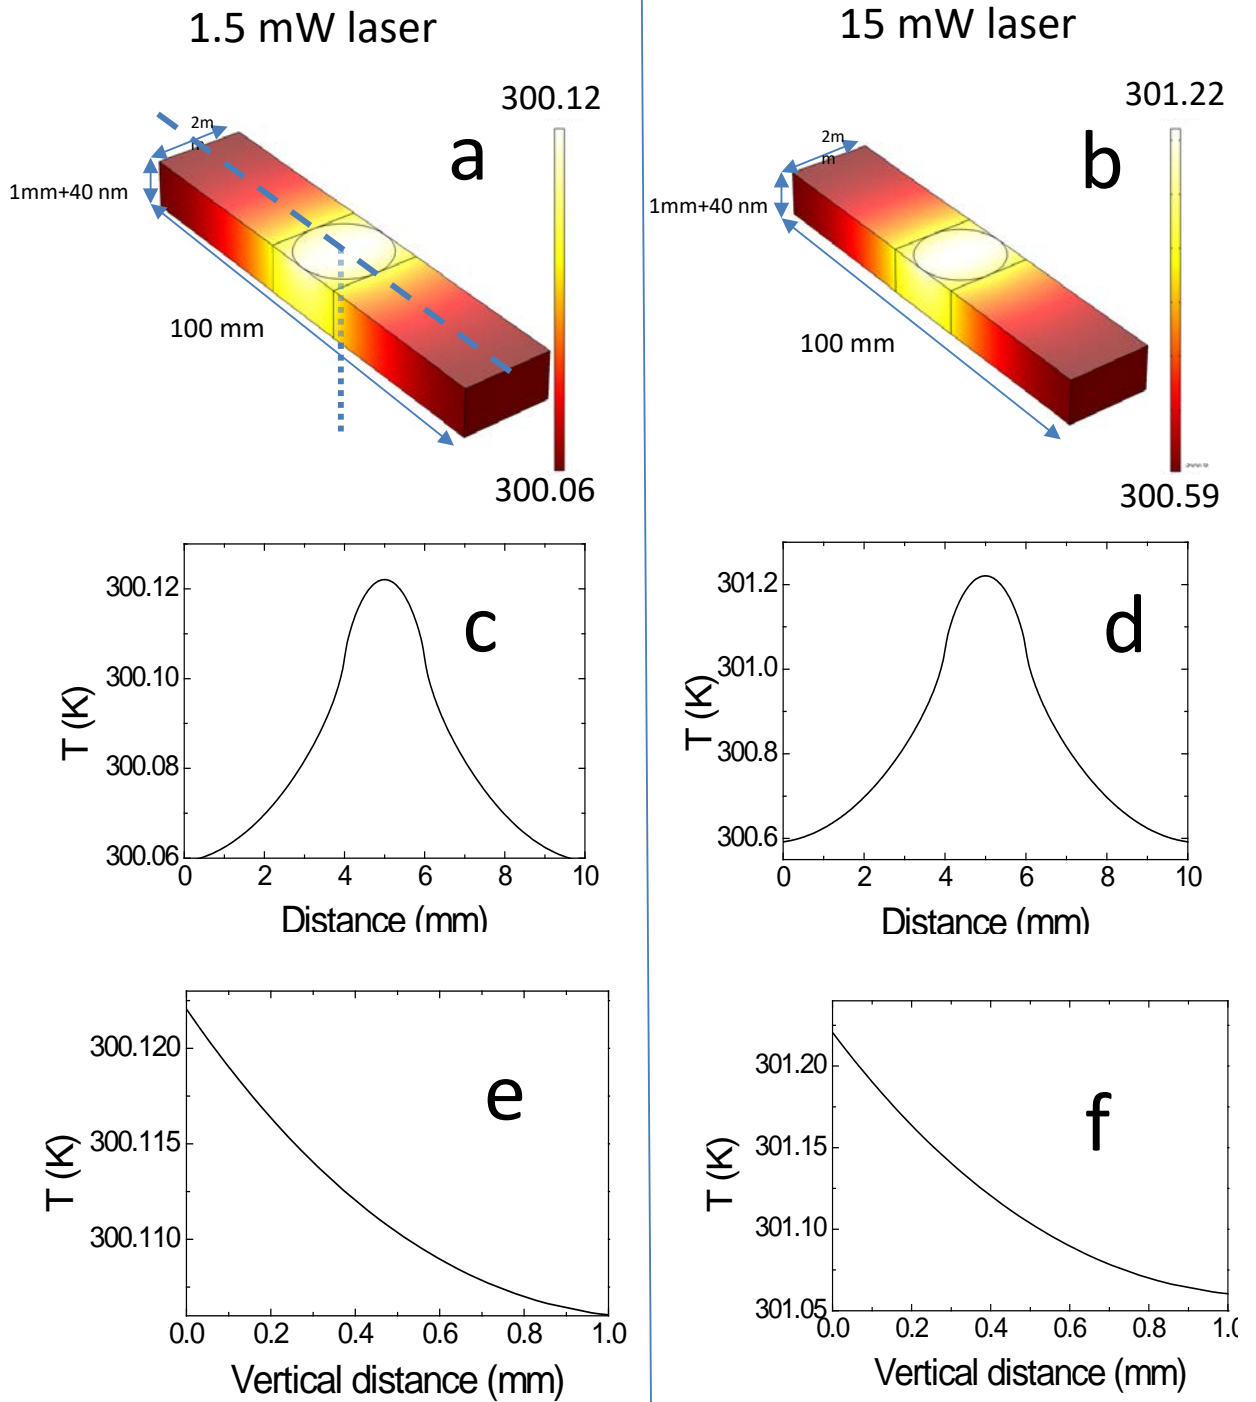 1.5 mW laser
300.12
a
2m
m
1mm+40 nm
100 mm
300.06
15 mW laser
301.22
b
2m
m
1mm+40 nm
100 mm
300.59
c
300.12
300.10
300.08
300.06
T (K)
0 2 4 6 8 10
Distance (mm)
d
301.2
301.0
300.8
300.6
T (K)
0 2 4 6 8 10
Distance (mm)
e
300.120
300.115
300.110
T (K)
0.0 0.2 0.4 0.6 0.8 1.0
Vertical distance (mm)
f
301.20
301.15
301.10
301.05
T (K)
0.0 0.2 0.4 0.6 0.8 1.0
Vertical distance (mm)